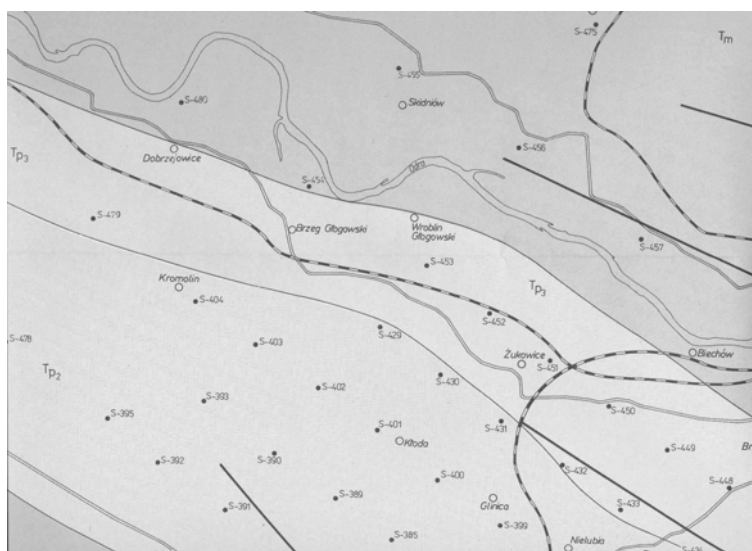 S-475
Tm
S-455
S-480
Skidniów
Dobrzejowice
S-456
Tp3
Odra
S-454
S-479
Brzeg Głogowski
Wróblin
Głogowski
S-457
S-453
Kromolin
Tp3
S-404
S-452
S-429
S-478
S-403
Biechów
Żukowice
S-451
Tp2
S-430
S-402
S-393
S-450
S-395
S-401
S-431
Kłoda
S-449
S-390
S-392
S-432
S-400
S-448
S-389
Glinica
S-391
S-433
S-399
S-385
Nielubia